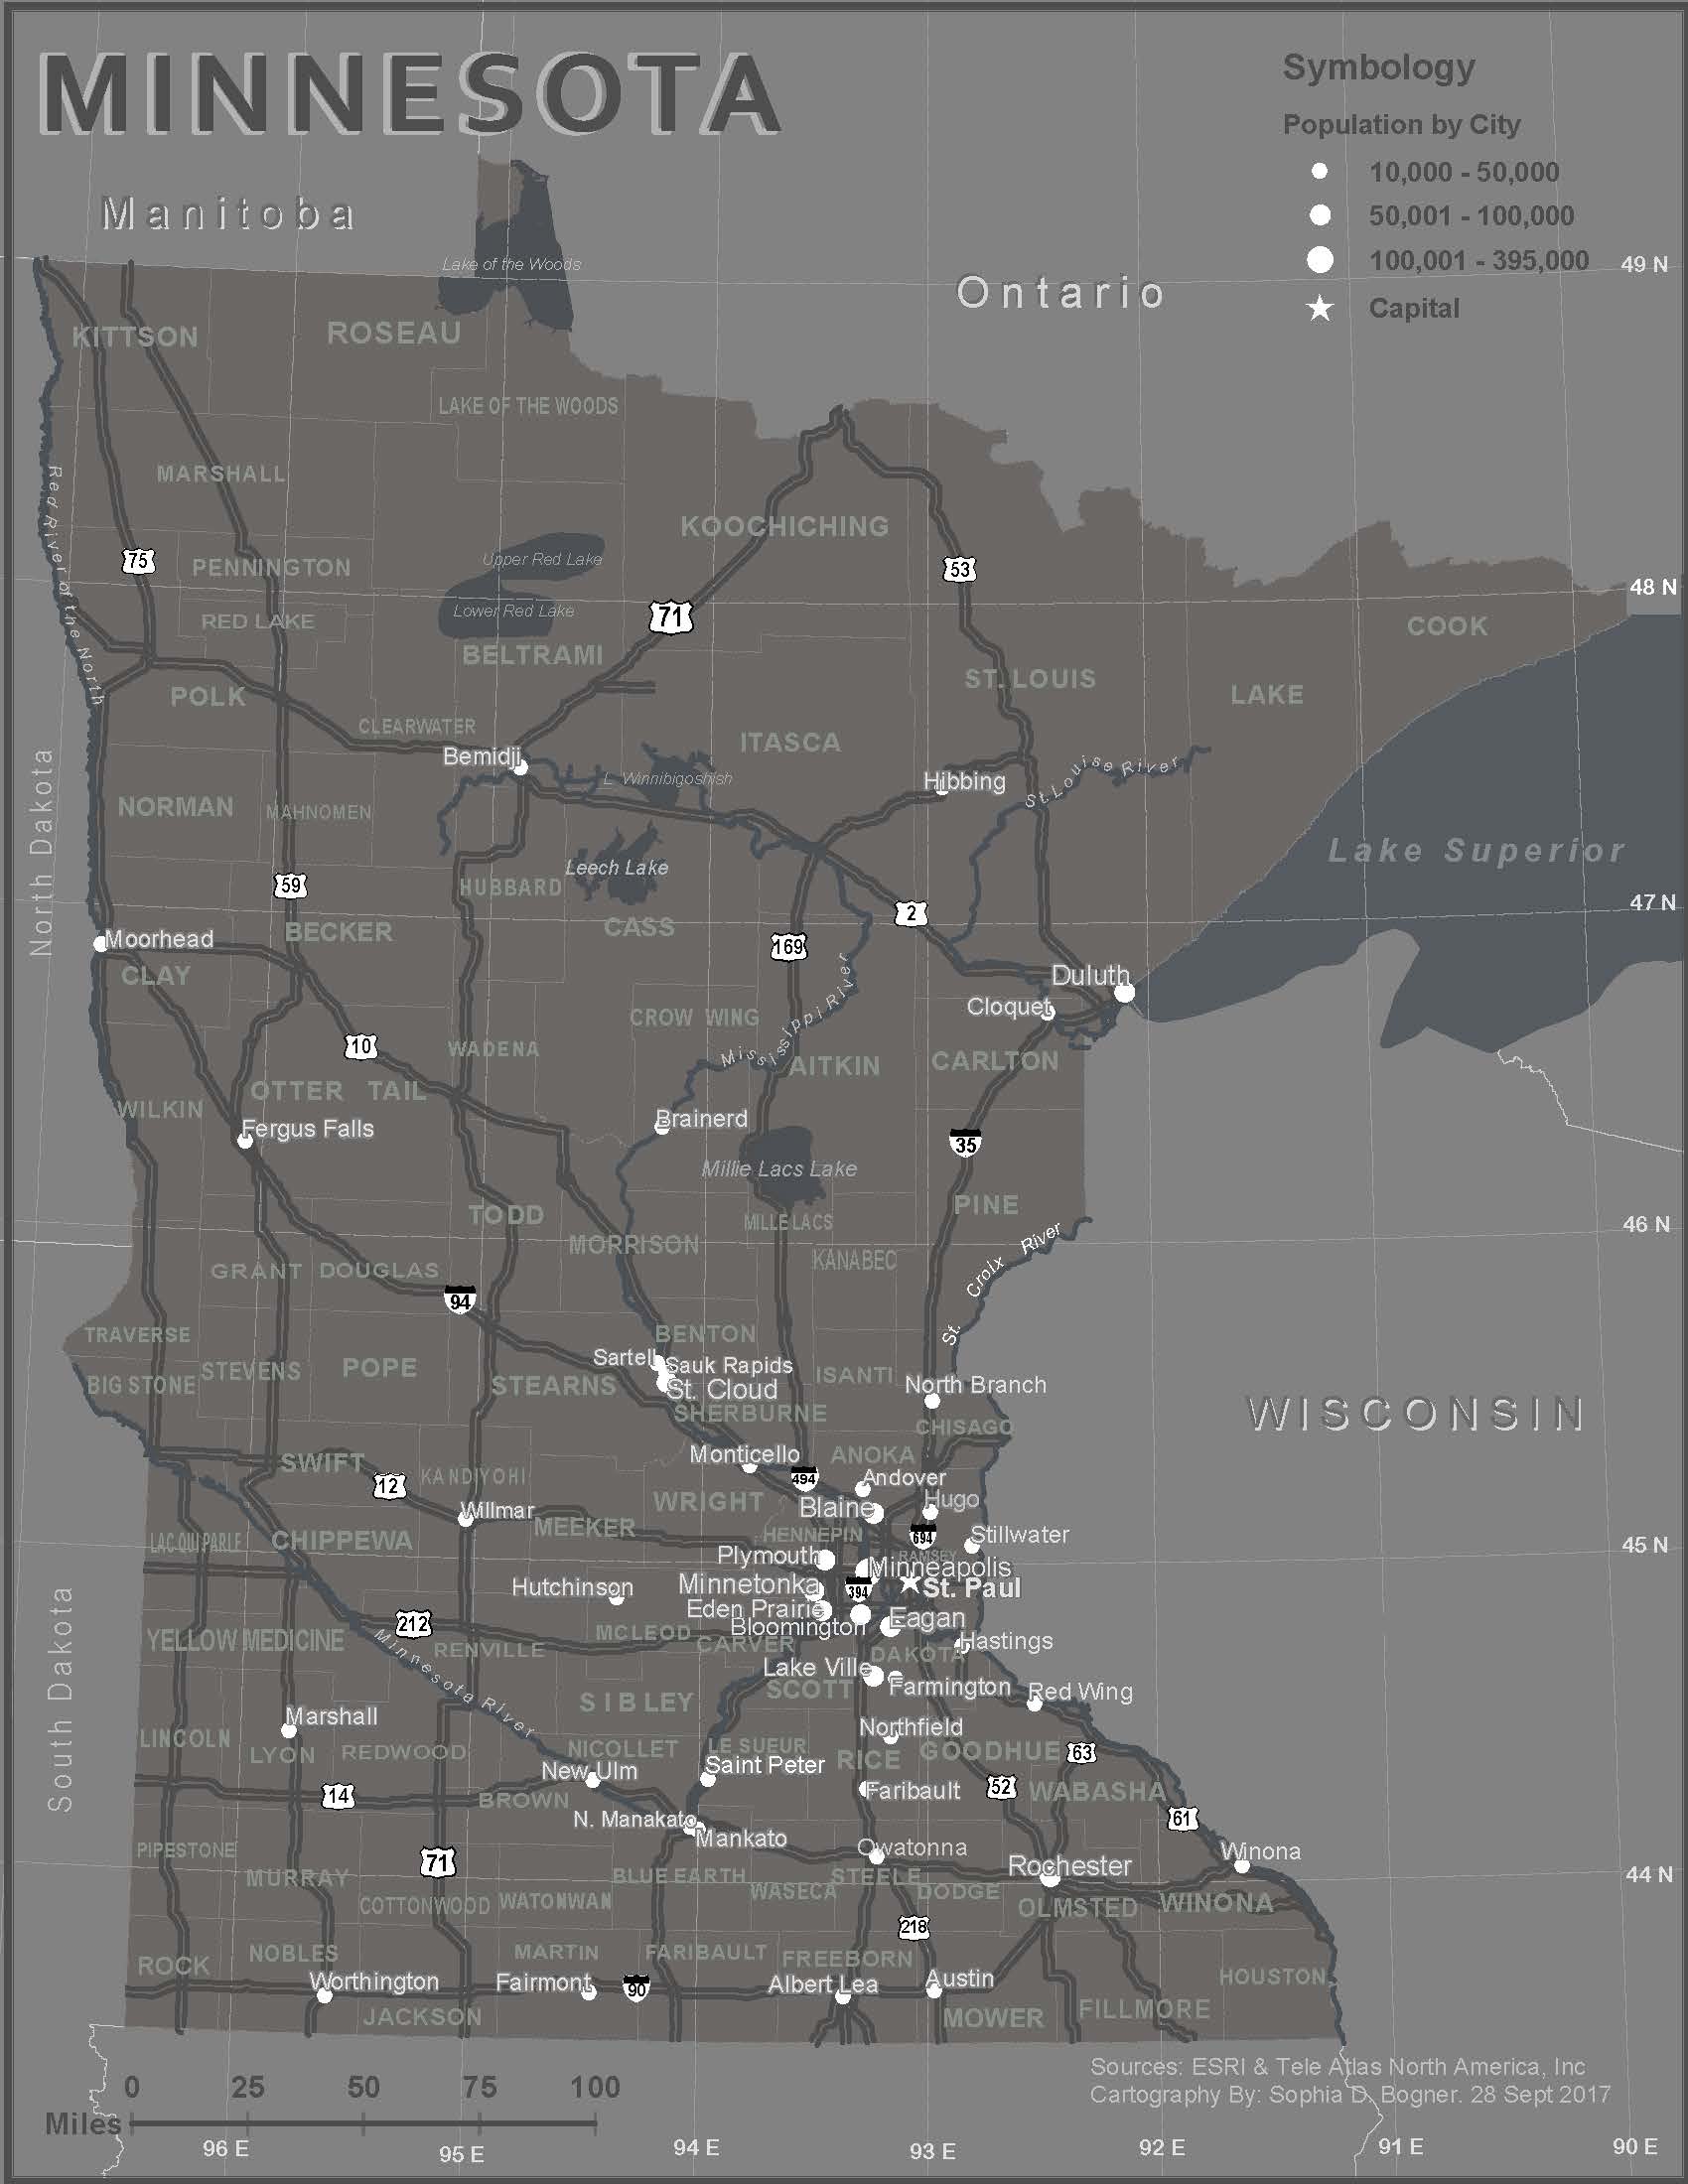 MINNESOTA
Symbology
Population by City
10,000 - 50,000
50,001 - 100,000
100,001 - 395,000
Capital
Manitoba
Ontario
49 N
Lake of the Woods
KITTSON
ROSEAU
LAKE OF THE WOODS
MARSHALL
Red River of the North
KOOCHICHING
75
PENNINGTON
Upper Red Lake
53
48 N
RED LAKE
Lower Red Lake
71
COOK
BELTRAMI
ST. LOUIS
POLK
LAKE
CLEARWATER
ITASCA
Bemidji
St Louise River
L. Winnibigoshish
Hibbing
North Dakota
NORMAN
MAHNOMEN
Lake Superior
Leech Lake
59
HUBBARD
47 N
2
CASS
BECKER
Moorhead
169
CLAY
Duluth
Cloquet
CROW WING
Mississippi River
10
WADENA
AITKIN
CARLTON
OTTER TAIL
WILKIN
Brainerd
Fergus Falls
35
Millie Lacs Lake
PINE
TODD
MILLE LACS
46 N
MORRISON
St. Croix River
KANABEC
GRANT
DOUGLAS
94
TRAVERSE
BENTON
Sartell
Sauk Rapids
STEVENS
POPE
ISANTI
BIG STONE
STEARNS
St. Cloud
North Branch
SHERBURNE
WISCONSIN
CHISAGO
Monticello
ANOKA
SWIFT
KANDIYOHI
494
Andover
12
WRIGHT
Hugo
Blaine
Willmar
MEEKER
HENNEPIN
694
Stillwater
LAC QUI PARLE
CHIPPEWA
45 N
Plymouth
RAMSEY
Minneapolis
Hutchinson
Minnetonka
394
St. Paul
Eden Prairie
Eagan
212
Bloomington
MCLEOD
YELLOW MEDICINE
RENVILLE
CARVER
Hastings
DAKOTA
South Dakota
Minnesota River
Lake Ville
SCOTT
Farmington
Red Wing
SIBLEY
Marshall
Northfield
LINCOLN
LYON
REDWOOD
NICOLLET
LE SUEUR
RICE
GOODHUE
63
New Ulm
Saint Peter
14
BROWN
Faribault
52
WABASHA
N. Manakato
61
Mankato
Owatonna
Winona
PIPESTONE
71
Rochester
44 N
MURRAY
BLUE EARTH
STEELE
WASECA
DODGE
COTTONWOOD
WATONWAN
OLMSTED
WINONA
218
NOBLES
MARTIN
FARIBAULT
FREEBORN
ROCK
HOUSTON
Worthington
Fairmont
90
Albert Lea
Austin
JACKSON
MOWER
FILLMORE
Sources: ESRI & Tele Atlas North America, Inc
Cartography By: Sophia D. Bogner. 28 Sept 2017
0 25 50 75 100
Miles
96 E
95 E
94 E
93 E
92 E
91 E
90 E